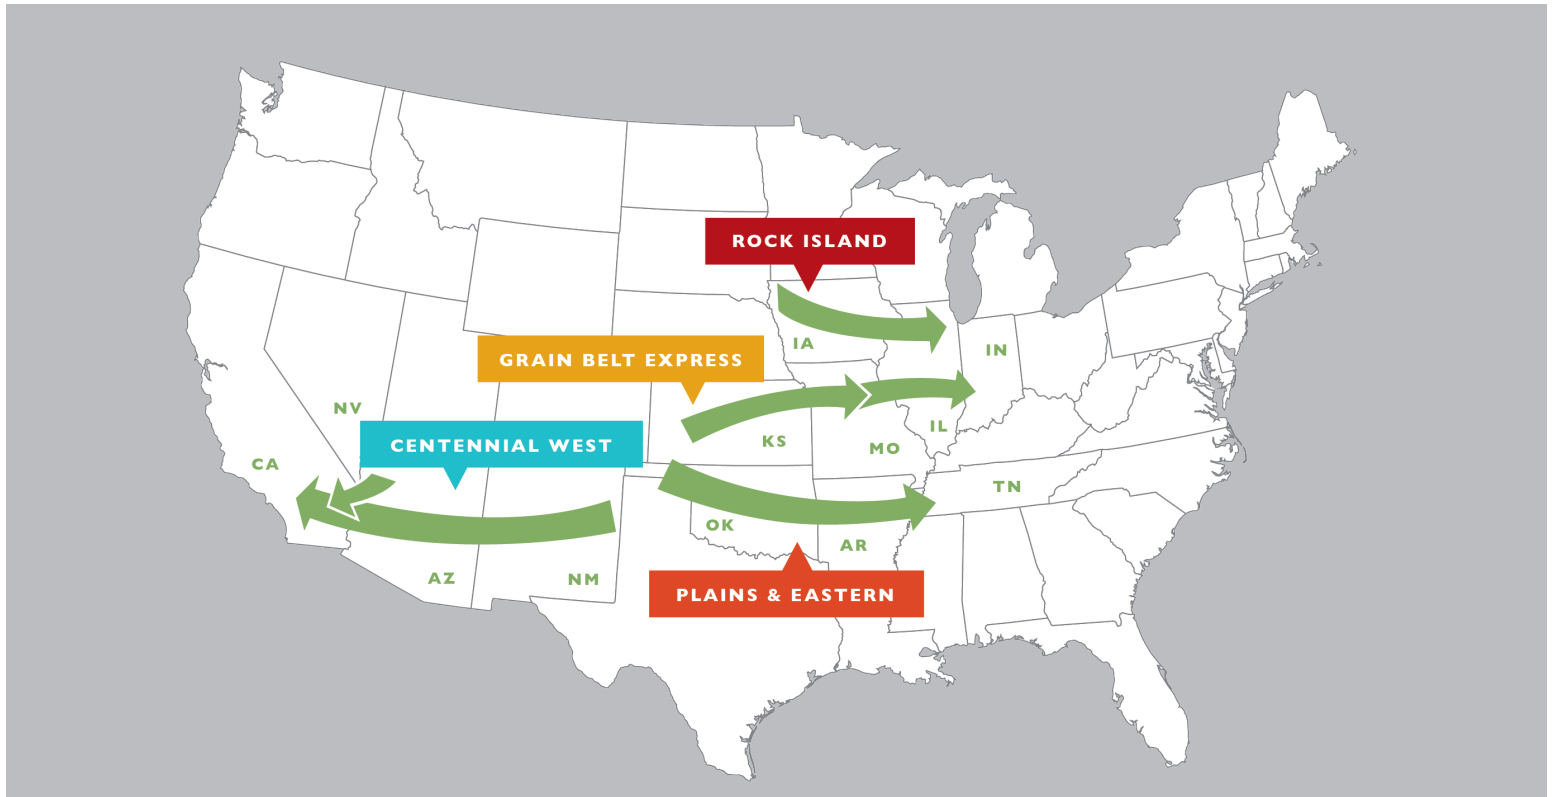 ROCK ISLAND
IA
IN
GRAIN BELT EXPRESS
NV
IL
KS
MO
CENTENNIAL WEST
CA
TN
OK
AR
AZ
NM
PLAINS & EASTERN